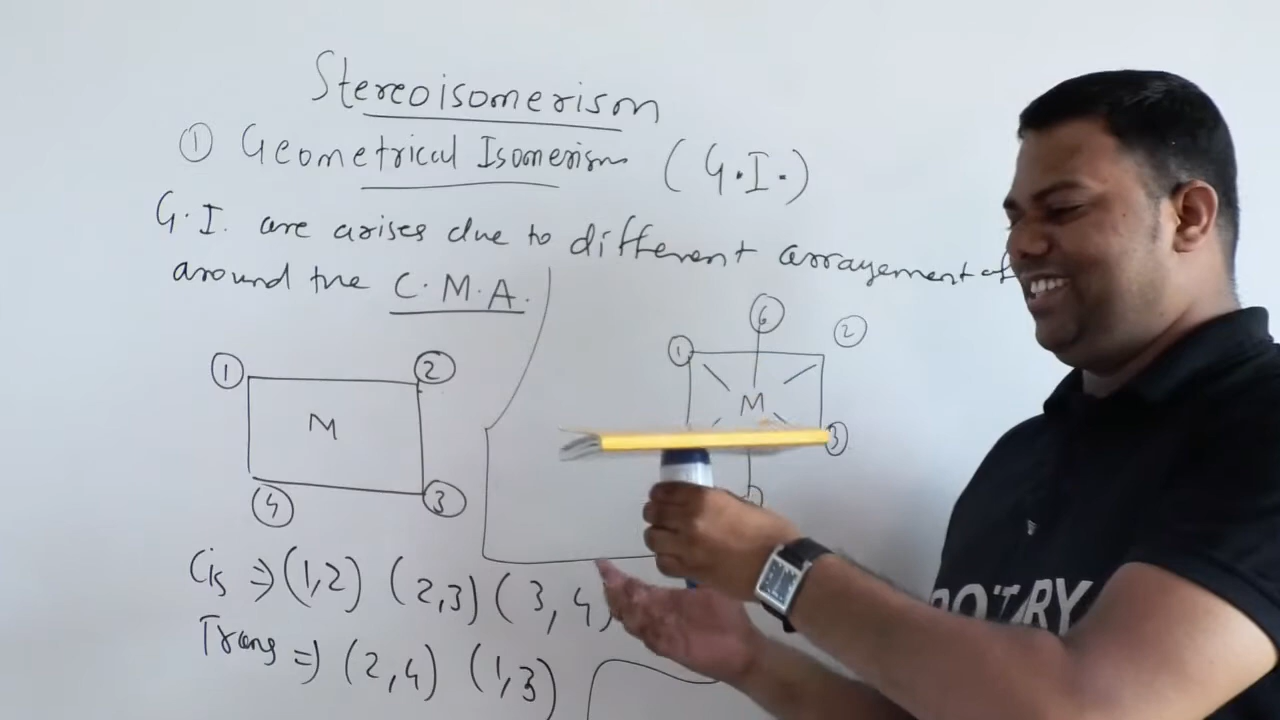 Stereoisomerism
① Geometrical Isomerism (G.I.)
G.I. are arises due to different arrayement of
around the C.M.A.
① ②
M
④ ③
⑥
① ②
M
③
Cis ⇒ (1,2) (2,3) (3,4)
Trans ⇒ (2,4) (1,3)